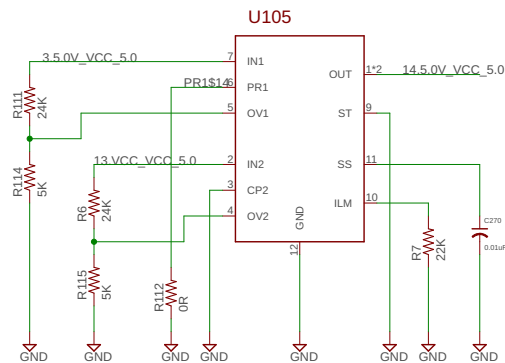 U105
3.5.0V_VCC_5.0
7
IN1
OUT
1*2
14.5.0V_VCC_5.0
PR1$14
6
PR1
R111
24K
5
OV1
9
ST
13.VCC_VCC_5.0
2
IN2
11
SS
R114
5K
3
CP2
R6
24K
10
ILM
4
OV2
GND
12
C270
0.01uF
R7
22K
R115
5K
R112
0R
GND
GND
GND
GND
GND
GND
GND
GND